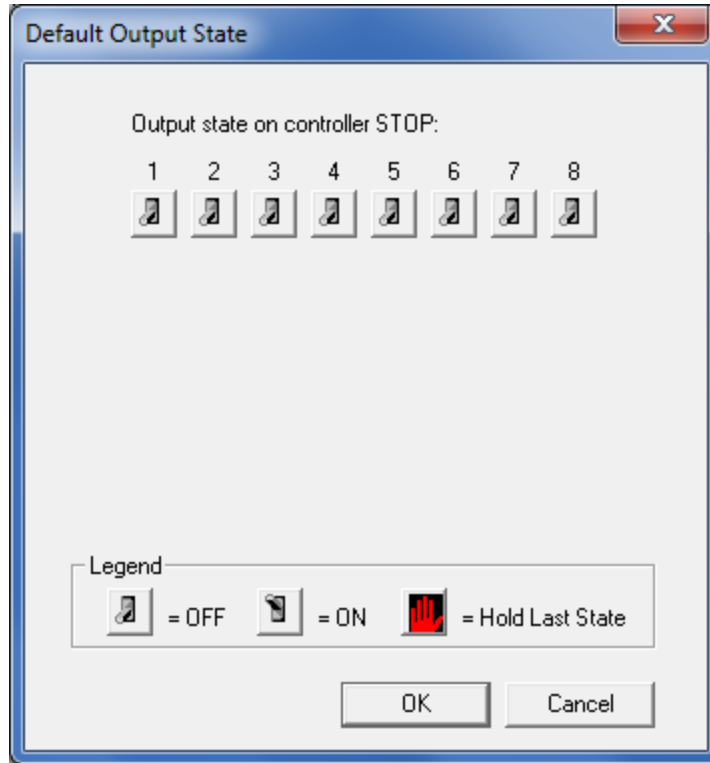 Default Output State
Output state on controller STOP:
1 2 3 4 5 6 7 8
Legend
= OFF = ON = Hold Last State
OK Cancel